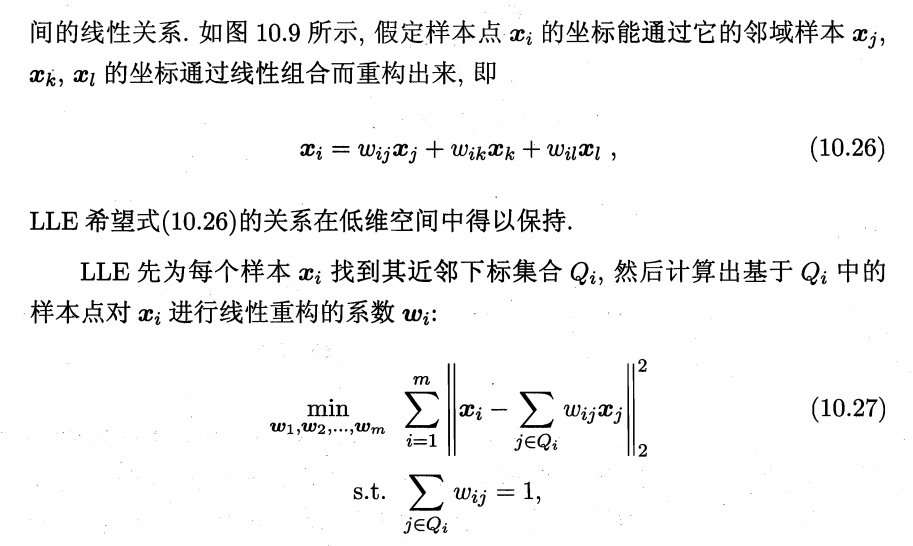 间的线性关系. 如图 10.9 所示, 假定样本点 $\boldsymbol{x}_i$ 的坐标能通过它的邻域样本 $\boldsymbol{x}_j$,
$\boldsymbol{x}_k$, $\boldsymbol{x}_l$ 的坐标通过线性组合而重构出来, 即
$\boldsymbol{x}_i = w_{ij}\boldsymbol{x}_j + w_{ik}\boldsymbol{x}_k + w_{il}\boldsymbol{x}_l$ , (10.26)
LLE 希望式(10.26)的关系在低维空间中得以保持.
LLE 先为每个样本 $\boldsymbol{x}_i$ 找到其近邻下标集合 $Q_i$, 然后计算出基于 $Q_i$ 中的
样本点对 $\boldsymbol{x}_i$ 进行线性重构的系数 $\boldsymbol{w}_i$:
$\min_{\boldsymbol{w}_1,\boldsymbol{w}_2,\ldots,\boldsymbol{w}_m} \sum_{i=1}^{m} \left\| \boldsymbol{x}_i - \sum_{j \in Q_i} w_{ij}\boldsymbol{x}_j \right\|_2^2$ (10.27)
s.t. $\sum_{j \in Q_i} w_{ij} = 1,$